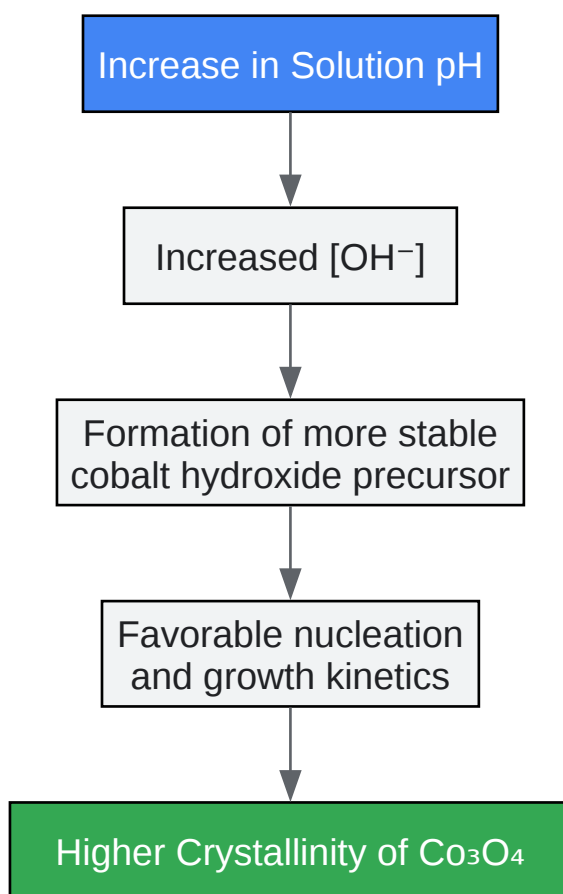 Increase in Solution pH
Increased [OH⁻]
Formation of more stable
cobalt hydroxide precursor
Favorable nucleation
and growth kinetics
Higher Crystallinity of Co₃O₄